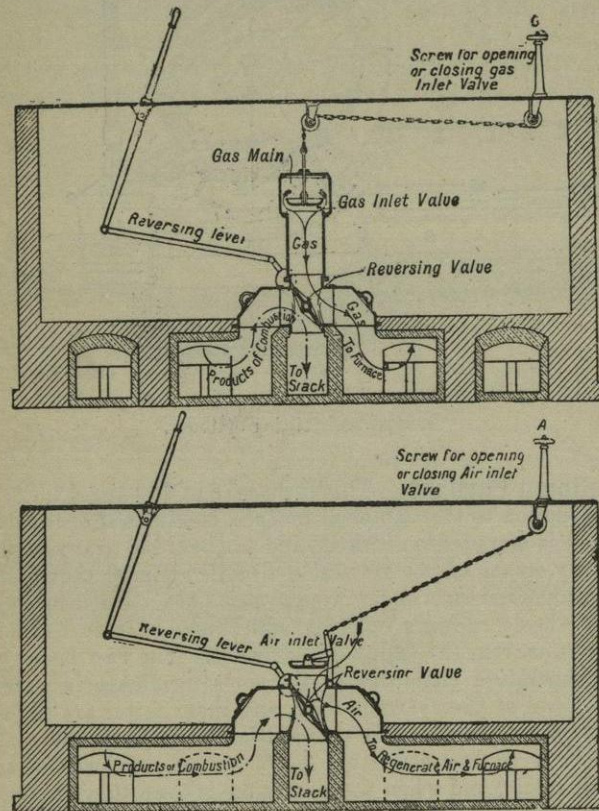 G
Screw for opening
or closing gas
Inlet Valve
Gas Main
Gas Inlet Valve
Gas
Reversing lever
Reversing Valve
Gas
Products of Combustion
To Furnace
To
Stack
A
Screw for opening
or closing Air inlet
Valve
Reversing lever
Air inlet Valve
Reversinr Valve
Air
Products of Combustion
To Regenerate Air & Furnace
To
Stack